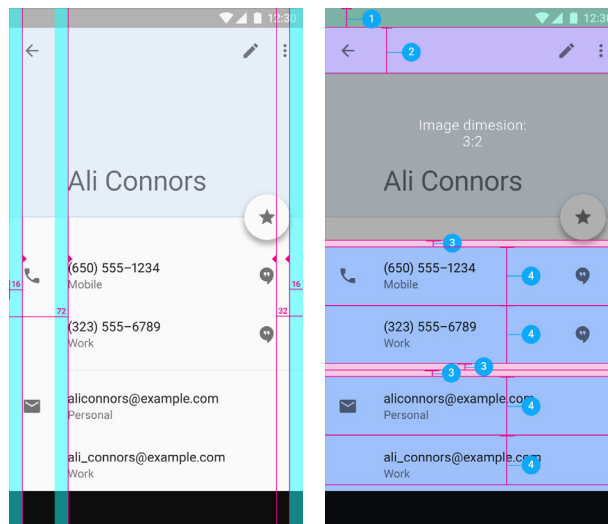 12:30
Ali Connors
(650) 555-1234
Mobile
16
16
72
32
(323) 555-6789
Work
aliconnors@example.com
Personal
ali_connors@example.com
Work
12:30
1
2
Image dimesion:
3:2
Ali Connors
3
(650) 555-1234
Mobile
4
(323) 555-6789
Work
4
3
3
aliconnors@example.com
Personal
4
ali_connors@example.com
Work
4